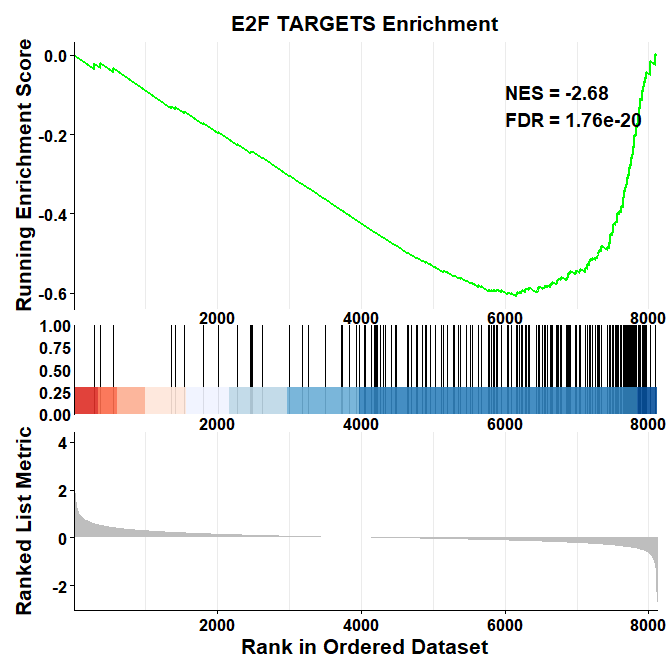 E2F TARGETS Enrichment
Running Enrichment Score
0.0
-0.2
-0.4
-0.6
NES = -2.68
FDR = 1.76e-20
2000 4000 6000 8000
1.00
0.75
0.50
0.25
0.00
2000 4000 6000 8000
Ranked List Metric
4
2
0
-2
2000 4000 6000 8000
Rank in Ordered Dataset